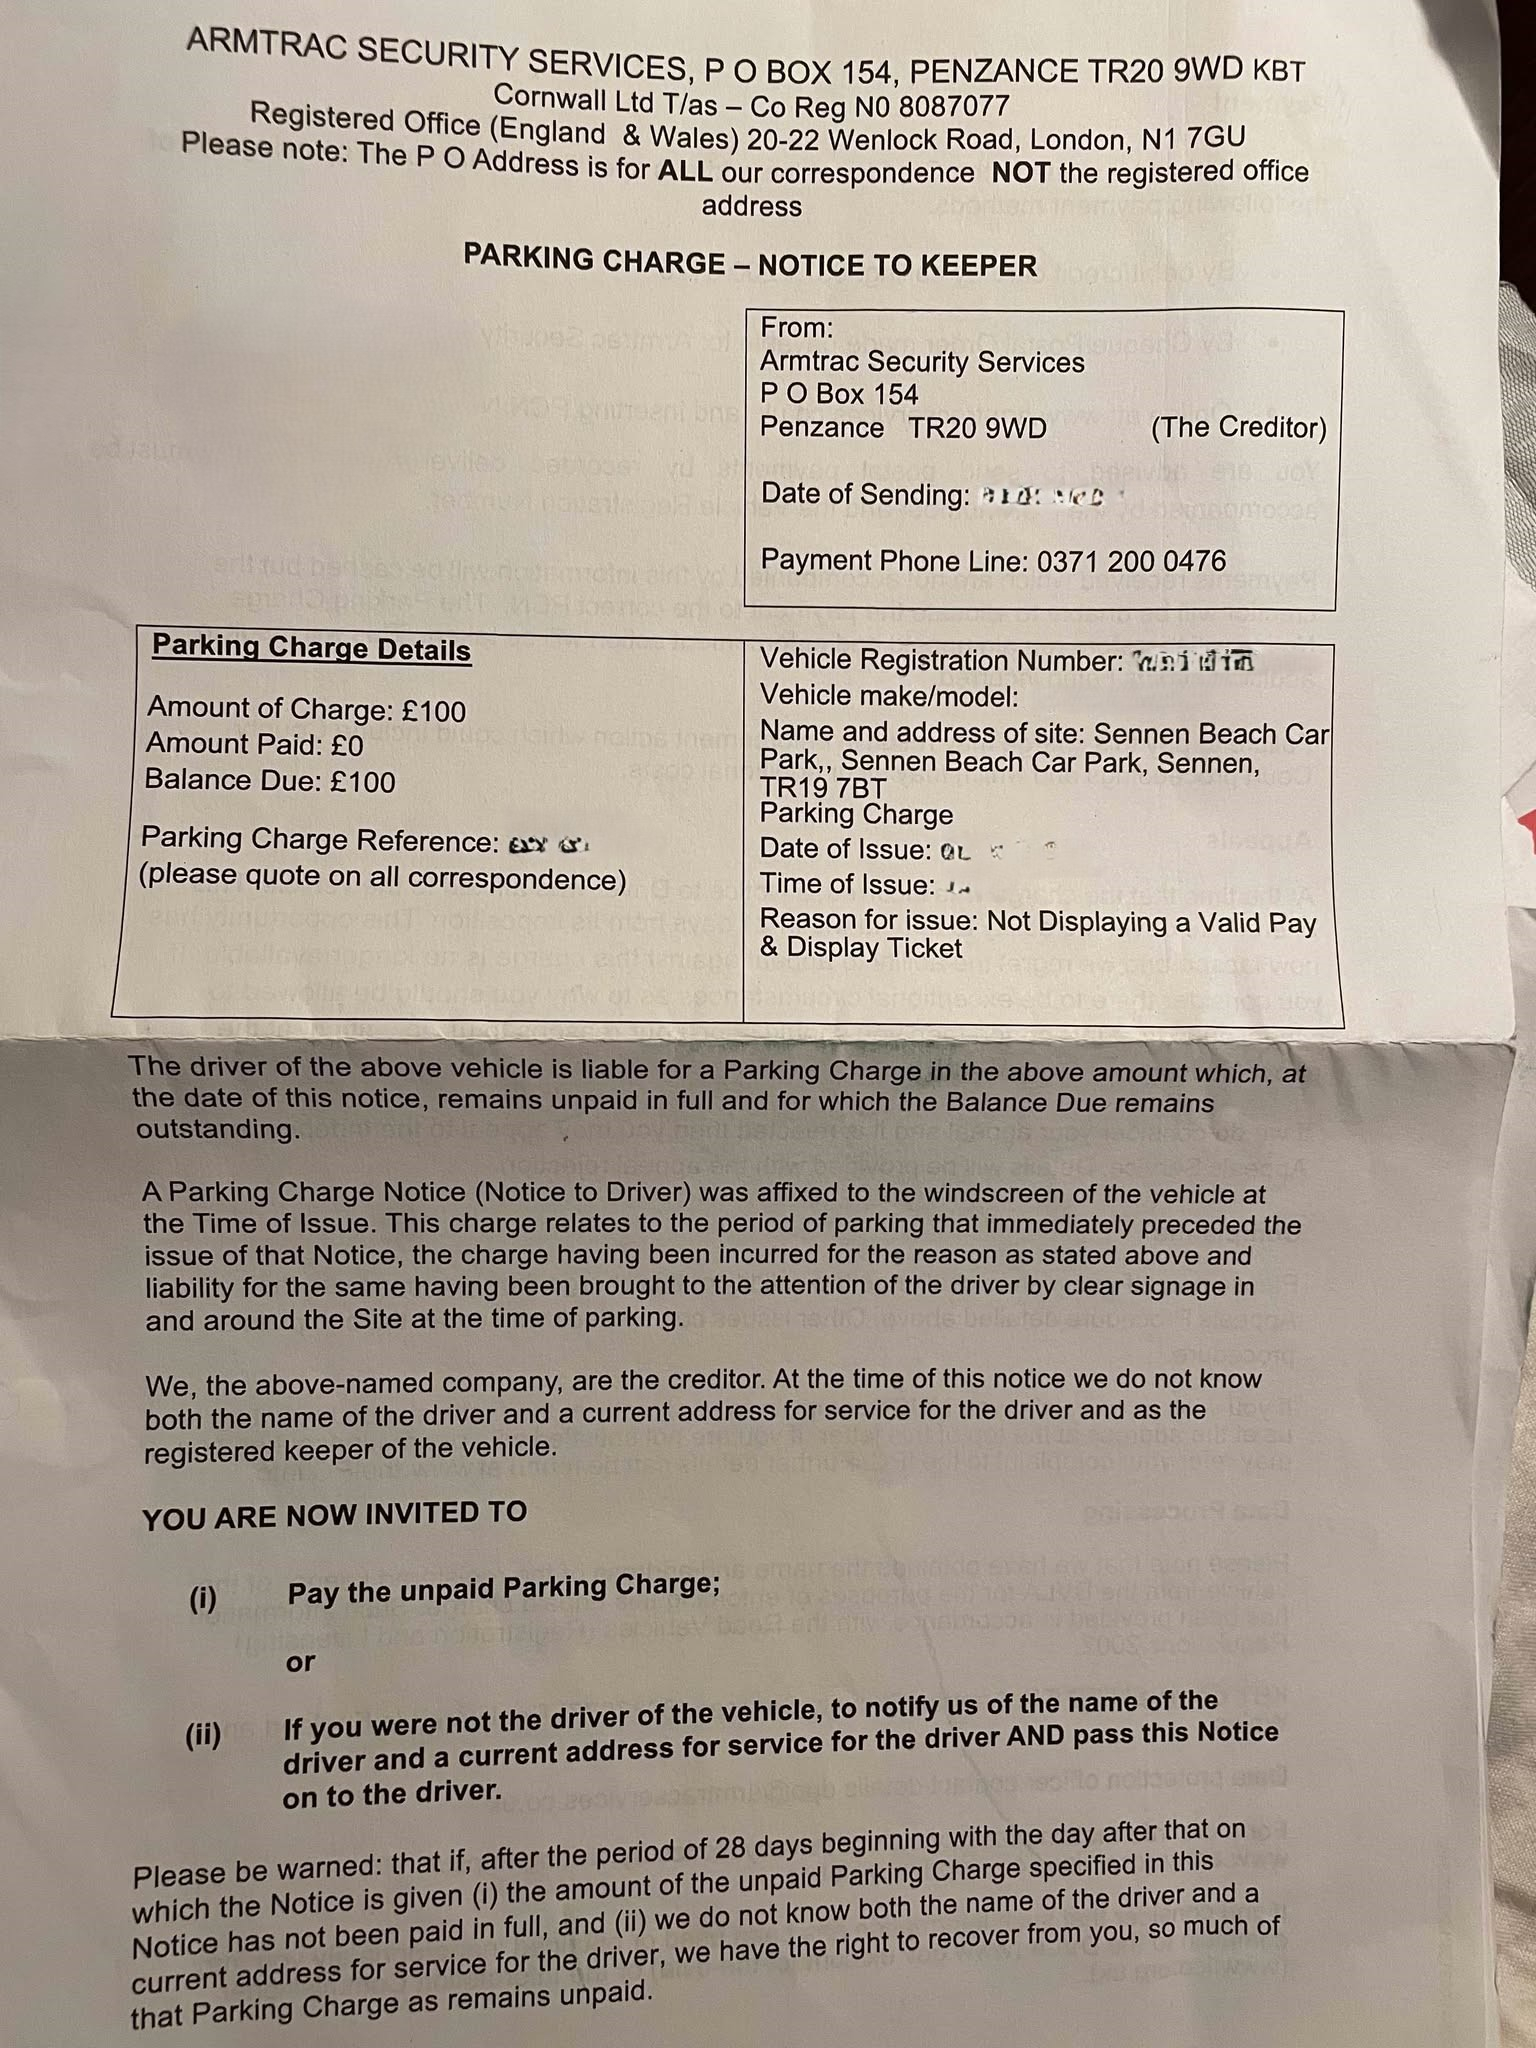 ARMTRAC SECURITY SERVICES, P O BOX 154, PENZANCE TR20 9WD KBT
Cornwall Ltd T/as – Co Reg N0 8087077
Registered Office (England & Wales) 20-22 Wenlock Road, London, N1 7GU
Please note: The P O Address is for ALL our correspondence NOT the registered office
address
PARKING CHARGE – NOTICE TO KEEPER
From:
Armtrac Security Services
P O Box 154
Penzance TR20 9WD (The Creditor)
Date of Sending:
Payment Phone Line: 0371 200 0476
Parking Charge Details
Amount of Charge: £100
Amount Paid: £0
Balance Due: £100
Parking Charge Reference:
(please quote on all correspondence)
Vehicle Registration Number:
Vehicle make/model:
Name and address of site: Sennen Beach Car
Park,, Sennen Beach Car Park, Sennen,
TR19 7BT
Parking Charge
Date of Issue:
Time of Issue:
Reason for issue: Not Displaying a Valid Pay
& Display Ticket
The driver of the above vehicle is liable for a Parking Charge in the above amount which, at
the date of this notice, remains unpaid in full and for which the Balance Due remains
outstanding.
A Parking Charge Notice (Notice to Driver) was affixed to the windscreen of the vehicle at
the Time of Issue. This charge relates to the period of parking that immediately preceded the
issue of that Notice, the charge having been incurred for the reason as stated above and
liability for the same having been brought to the attention of the driver by clear signage in
and around the Site at the time of parking.
We, the above-named company, are the creditor. At the time of this notice we do not know
both the name of the driver and a current address for service for the driver and as the
registered keeper of the vehicle.
YOU ARE NOW INVITED TO
(i) Pay the unpaid Parking Charge;
or
(ii) If you were not the driver of the vehicle, to notify us of the name of the
driver and a current address for service for the driver AND pass this Notice
on to the driver.
Please be warned: that if, after the period of 28 days beginning with the day after that on
which the Notice is given (i) the amount of the unpaid Parking Charge specified in this
Notice has not been paid in full, and (ii) we do not know both the name of the driver and a
current address for service for the driver, we have the right to recover from you, so much of
that Parking Charge as remains unpaid.